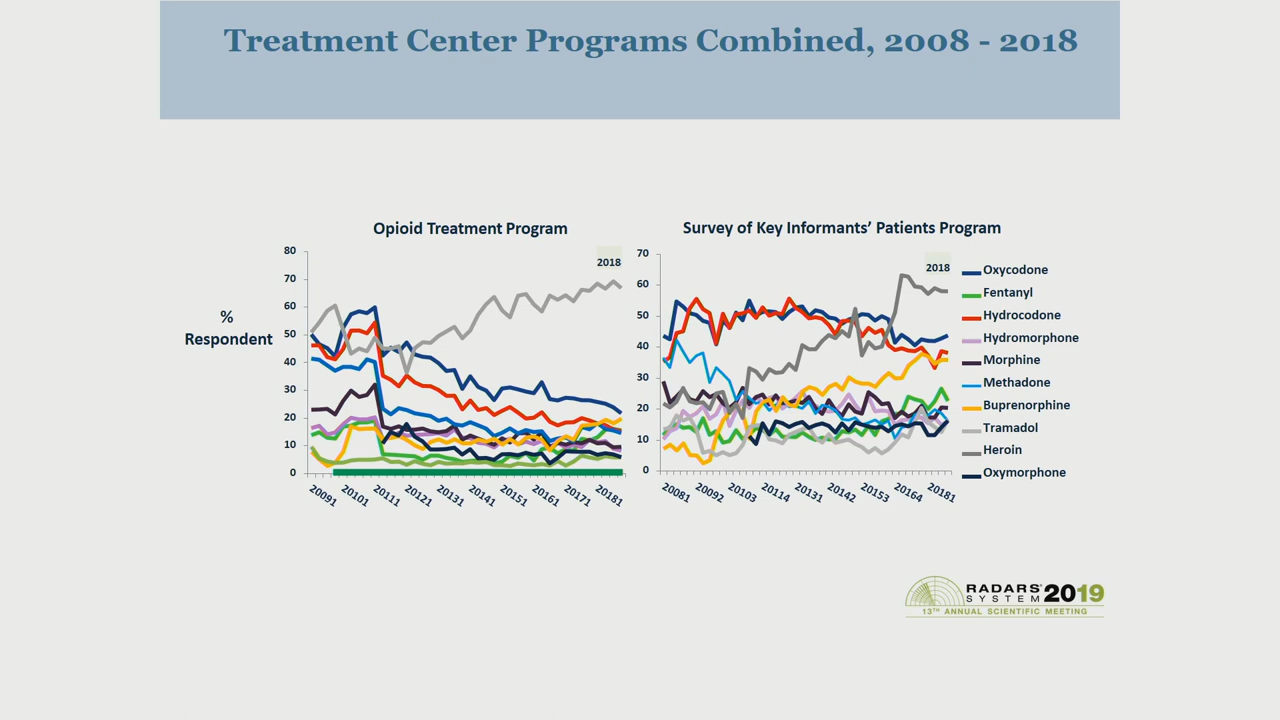 Treatment Center Programs Combined, 2008 - 2018
Opioid Treatment Program
Survey of Key Informants' Patients Program
%
Respondent
80
70
60
50
40
30
20
10
0
2018
20091
20101
20111
20121
20131
20141
20151
20161
20171
20181
70
60
50
40
30
20
10
0
2018
20081
20092
20103
20114
20131
20142
20153
20164
20181
Oxycodone
Fentanyl
Hydrocodone
Hydromorphone
Morphine
Methadone
Buprenorphine
Tramadol
Heroin
Oxymorphone
RADARS®
SYSTEM 2019
13TH ANNUAL SCIENTIFIC MEETING